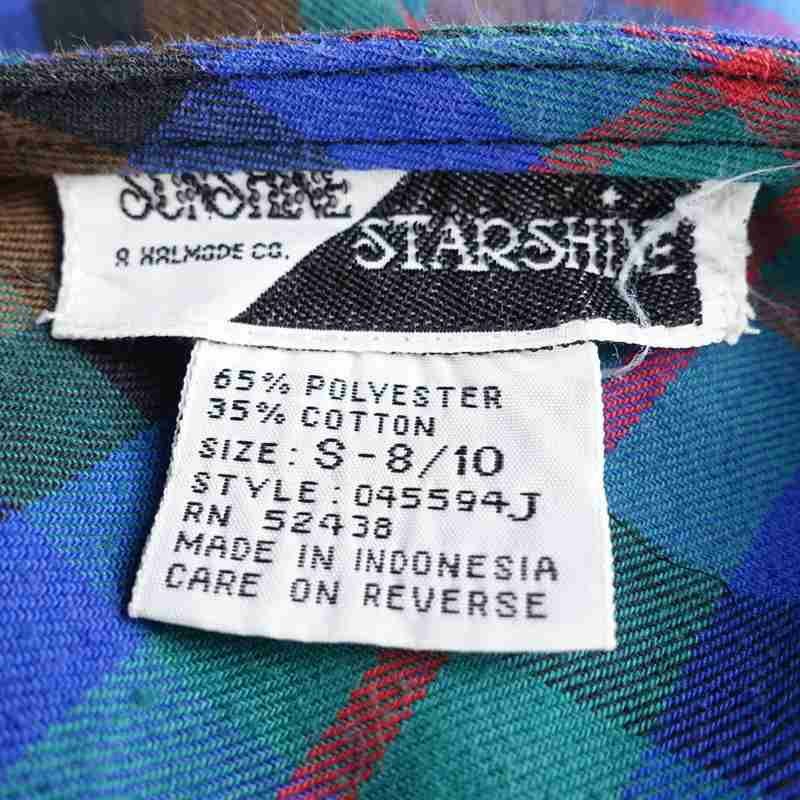 SUNSHINE
STARSHINE
A HALMODE CO.
65% POLYESTER
35% COTTON
SIZE: S-8/10
STYLE: 045594J
RN 52438
MADE IN INDONESIA
CARE ON REVERSE